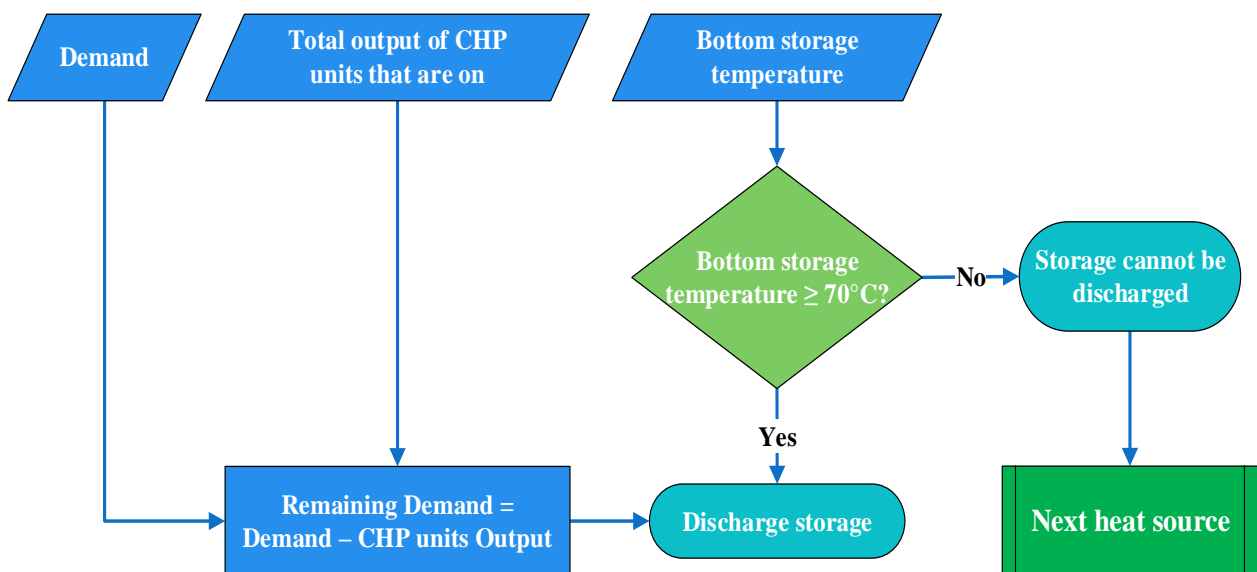 Demand
Total output of CHP
units that are on
Bottom storage
temperature
Bottom storage
temperature ≥ 70°C?
No
Storage cannot be
discharged
Yes
Remaining Demand =
Demand – CHP units Output
Discharge storage
Next heat source